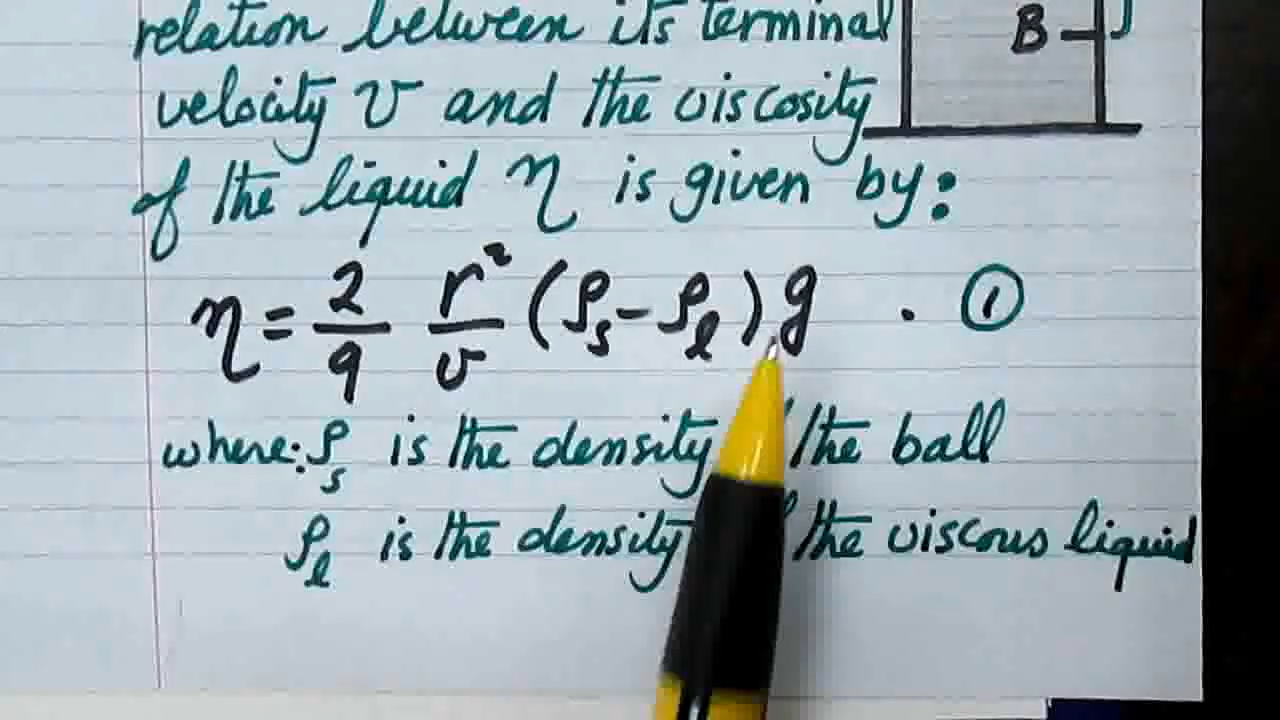 relation between its terminal
B
velocity v and the viscosity
of the liquid η is given by:
η = 2/9 r²/v (ρs - ρl) g . ①
where: ρs is the density the ball
ρl is the density the viscous liquid